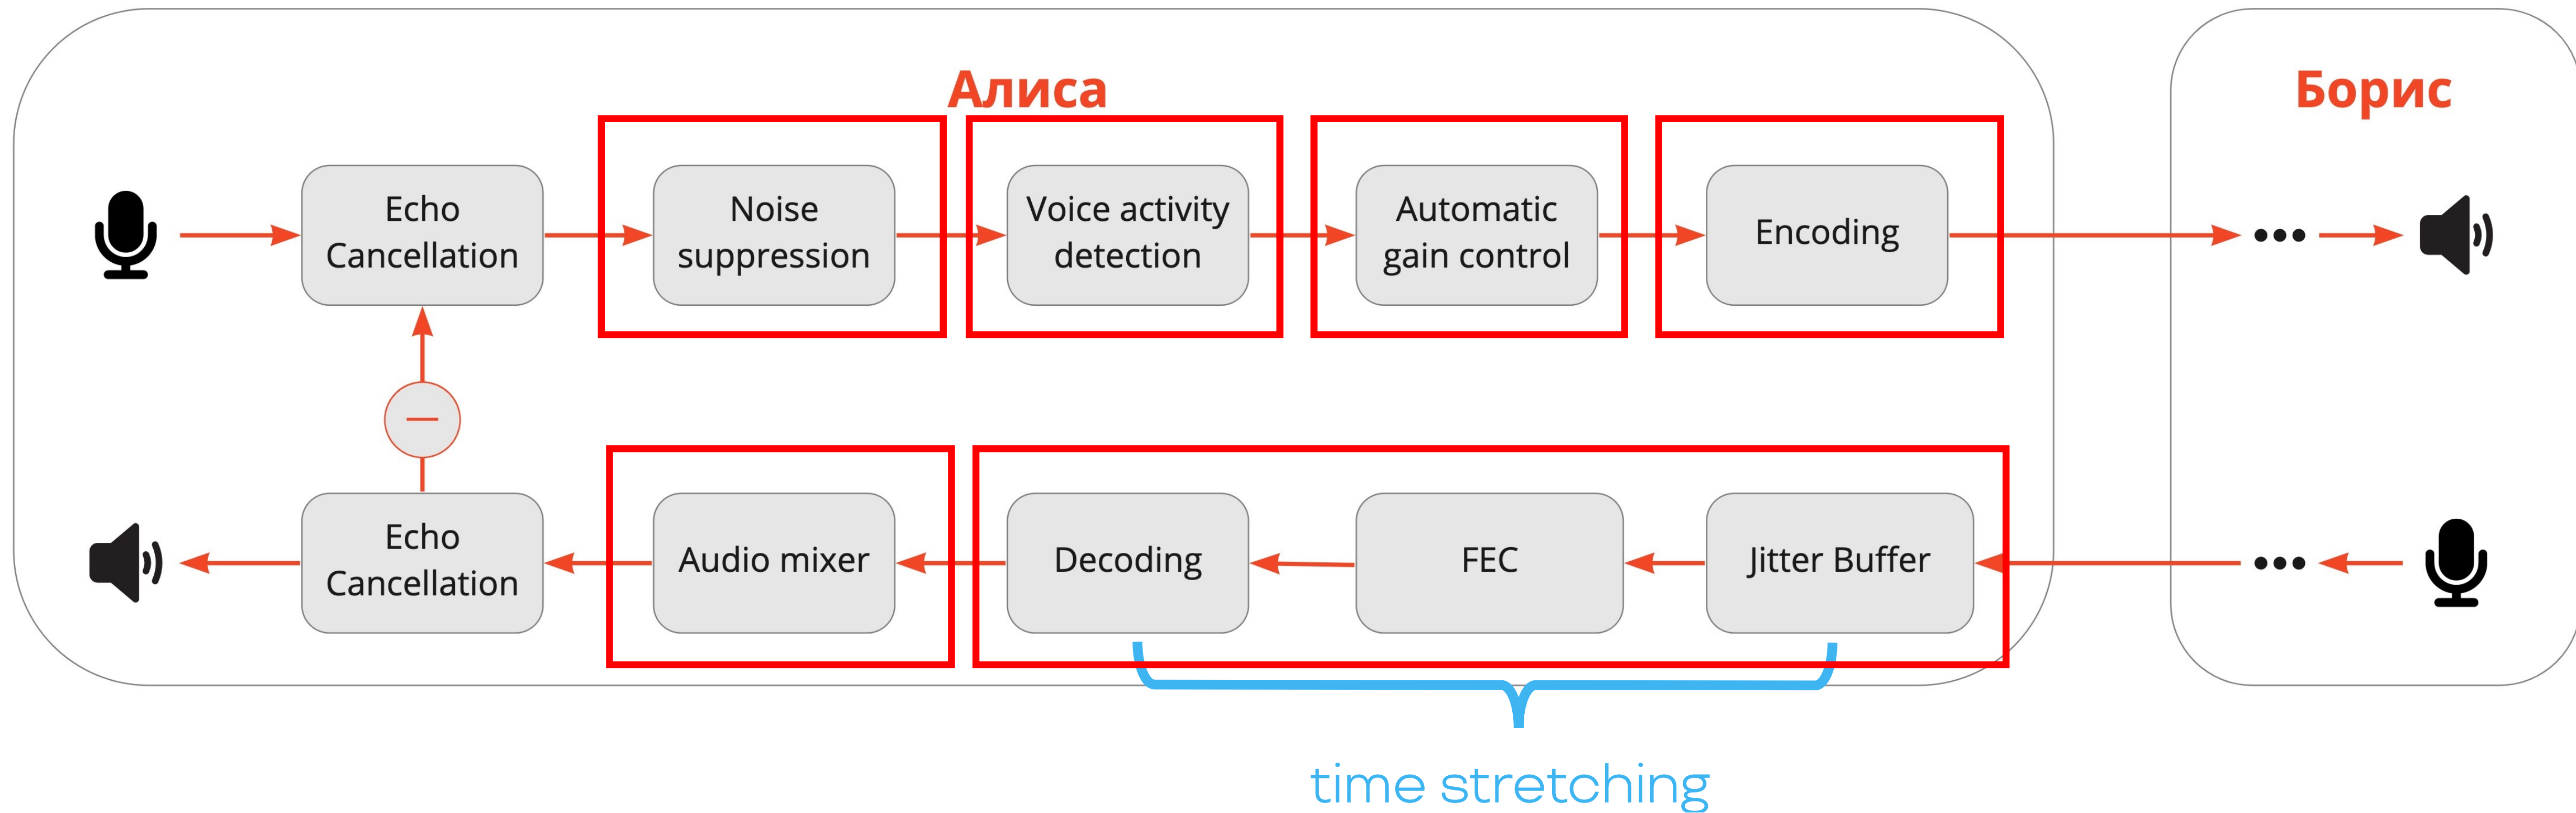 Алиса
Борис
Echo
Cancellation
Noise
suppression
Voice activity
detection
Automatic
gain control
Encoding
Echo
Cancellation
Audio mixer
Decoding
FEC
Jitter Buffer
time stretching